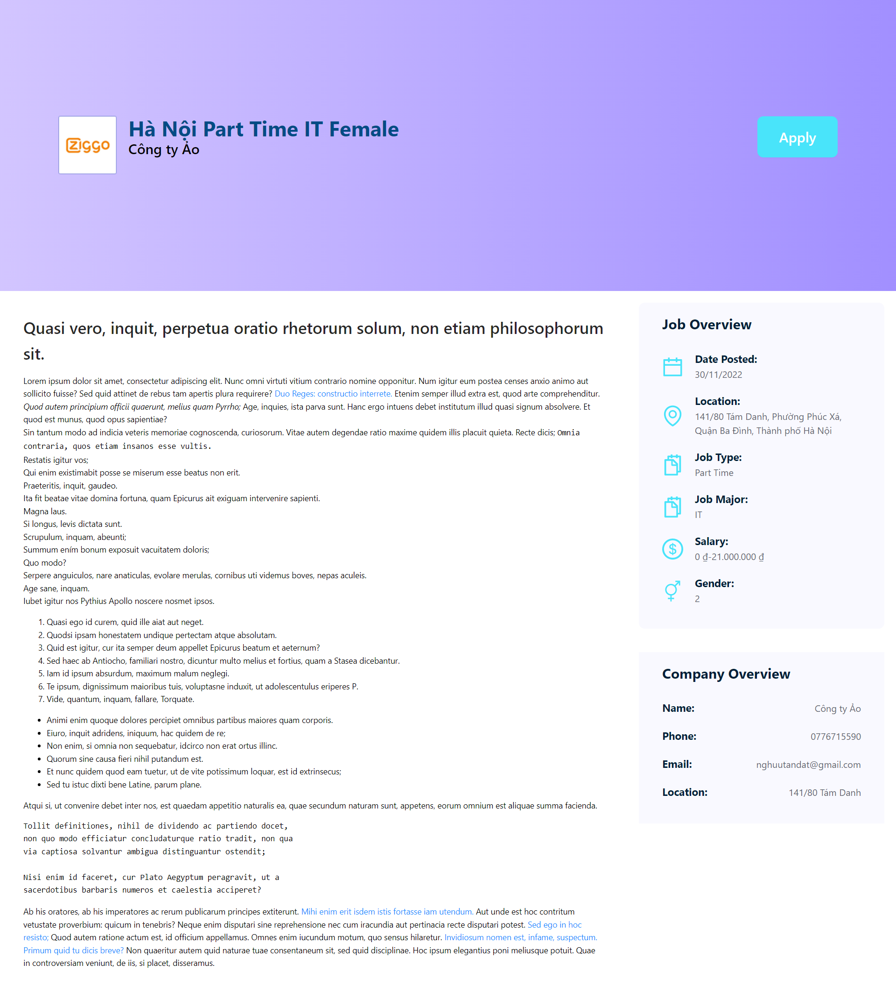 ziggo
Hà Nội Part Time IT Female
Công ty Ảo
Apply
Quasi vero, inquit, perpetua oratio rhetorum solum, non etiam philosophorum
sit.
Lorem ipsum dolor sit amet, consectetur adipiscing elit. Nunc omni virtuti vitium contrario nomine opponitur. Num igitur eum postea censes anxio animo aut
sollicito fuisse? Sed quid attinet de rebus tam apertis plura requirere? Duo Reges: constructio interrete. Etenim semper illud extra est, quod arte comprehenditur.
Quod autem principium officii quaerunt, melius quam Pyrrho; Age, inquies, ista parva sunt. Hanc ergo intuens debet institutum illud quasi signum absolvere. Et
quod est munus, quod opus sapientiae?
Sin tantum modo ad indicia veteris memoriae cognoscenda, curiosorum. Vitae autem degendae ratio maxime quidem illis placuit quieta. Recte dicis; Omnia
contraria, quos etiam insanos esse vultis.
Restatis igitur vos;
Qui enim existimabit posse se miserum esse beatus non erit.
Praeteritis, inquit, gaudeo.
Ita fit beatae vitae domina fortuna, quam Epicurus ait exiguam intervenire sapienti.
Magna laus.
Si longus, levis dictata sunt.
Scrupulum, inquam, abeunti;
Summum ením bonum exposuit vacuitatem doloris;
Quo modo?
Serpere anguiculos, nare anaticulas, evolare merulas, cornibus uti videmus boves, nepas aculeis.
Age sane, inquam.
Iubet igitur nos Pythius Apollo noscere nosmet ipsos.
1. Quasi ego id curem, quid ille aiat aut neget.
2. Quodsi ipsam honestatem undique pertectam atque absolutam.
3. Quid est igitur, cur ita semper deum appellet Epicurus beatum et aeternum?
4. Sed haec ab Antiocho, familiari nostro, dicuntur multo melius et fortius, quam a Stasea dicebantur.
5. Iam id ipsum absurdum, maximum malum neglegi.
6. Te ipsum, dignissimum maioribus tuis, voluptasne induxit, ut adolescentulus eriperes P.
7. Vide, quantum, inquam, fallare, Torquate.
• Animi enim quoque dolores percipiet omnibus partibus maiores quam corporis.
• Eiuro, inquit adridens, iniquum, hac quidem de re;
• Non enim, si omnia non sequebatur, idcirco non erat ortus illinc.
• Quorum sine causa fieri nihil putandum est.
• Et nunc quidem quod eam tuetur, ut de vite potissimum loquar, est id extrinsecus;
• Sed tu istuc dixti bene Latine, parum plane.
Atqui si, ut convenire debet inter nos, est quaedam appetitio naturalis ea, quae secundum naturam sunt, appetens, eorum omnium est aliquae summa facienda.
Tollit definitiones, nihil de dividendo ac partiendo docet,
non quo modo efficiatur concludaturque ratio tradit, non qua
via captiosa solvantur ambigua distinguantur ostendit;
Nisi enim id faceret, cur Plato Aegyptum peragravit, ut a
sacerdotibus barbaris numeros et caelestia acciperet?
Ab his oratores, ab his imperatores ac rerum publicarum principes extiterunt. Mihi enim erit isdem istis fortasse iam utendum. Aut unde est hoc contritum
vetustate proverbium: quicum in tenebris? Neque enim disputari sine reprehensione nec cum iracundia aut pertinacia recte disputari potest. Sed ego in hoc
resisto; Quod autem ratione actum est, id officium appellamus. Omnes enim iucundum motum, quo sensus hilaretur. Invidiosum nomen est, infame, suspectum.
Primum quid tu dicis breve? Non quaeritur autem quid naturae tuae consentaneum sit, sed quid disciplinae. Hoc ipsum elegantius poni meliusque potuit. Quae
in controversiam veniunt, de iis, si placet, disseramus.
Job Overview
Date Posted:
30/11/2022
Location:
141/80 Tám Danh, Phường Phúc Xá,
Quận Ba Đình, Thành phố Hà Nội
Job Type:
Part Time
Job Major:
IT
Salary:
0 ₫-21.000.000 ₫
Gender:
2
Company Overview
Name: Công ty Ảo
Phone: 0776715590
Email: nghuutandat@gmail.com
Location: 141/80 Tám Danh